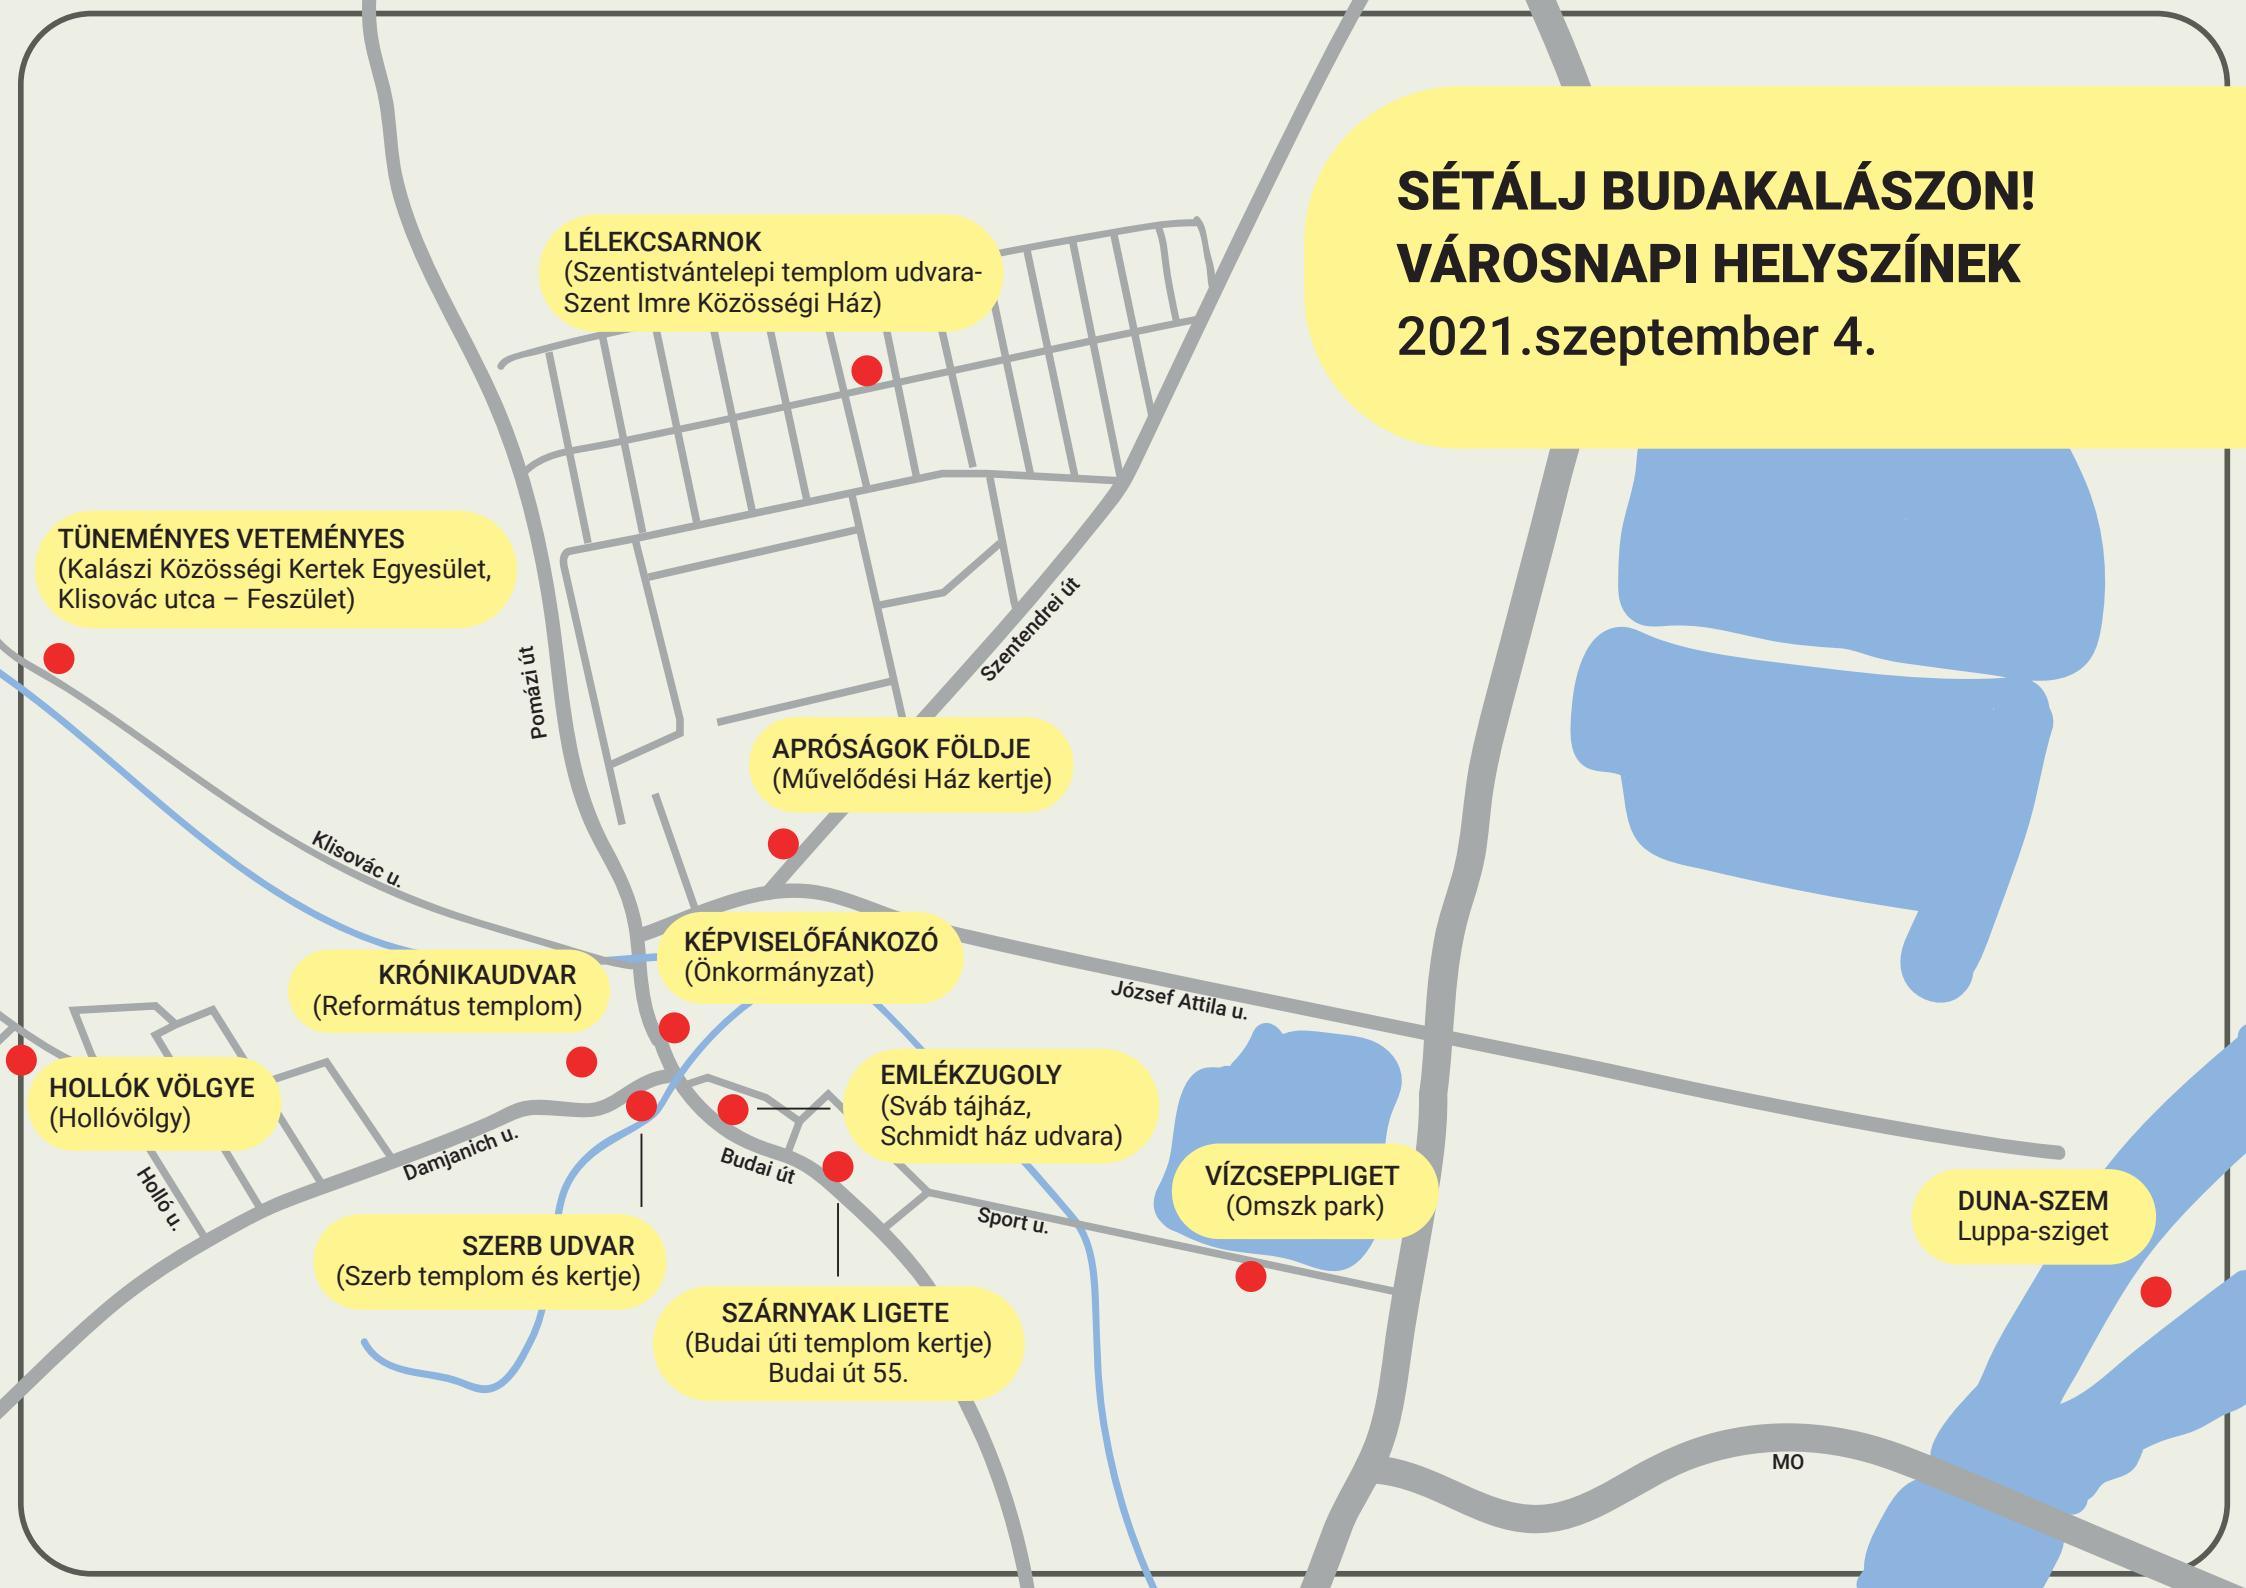 SÉTÁLJ BUDAKALÁSZON!
VÁROSNAPI HELYSZÍNEK
2021.szeptember 4.
LÉLEKCSARNOK
(Szentistvántelepi templom udvara-
Szent Imre Közösségi Ház)
TÜNEMÉNYES VETEMÉNYES
(Kalászi Közösségi Kertek Egyesület,
Klisovác utca – Feszület)
Pomázi út
Szentendrei út
APRÓSÁGOK FÖLDJE
(Művelődési Ház kertje)
Klisovác u.
KÉPVISELŐFÁNKOZÓ
(Önkormányzat)
KRÓNIKAUDVAR
(Református templom)
József Attila u.
HOLLÓK VÖLGYE
(Hollóvölgy)
EMLÉKZUGOLY
(Sváb tájház,
Schmidt ház udvara)
Damjanich u.
Budai út
Holló u.
VÍZCSEPPLIGET
(Omszk park)
Sport u.
DUNA-SZEM
Luppa-sziget
SZERB UDVAR
(Szerb templom és kertje)
SZÁRNYAK LIGETE
(Budai úti templom kertje)
Budai út 55.
MO